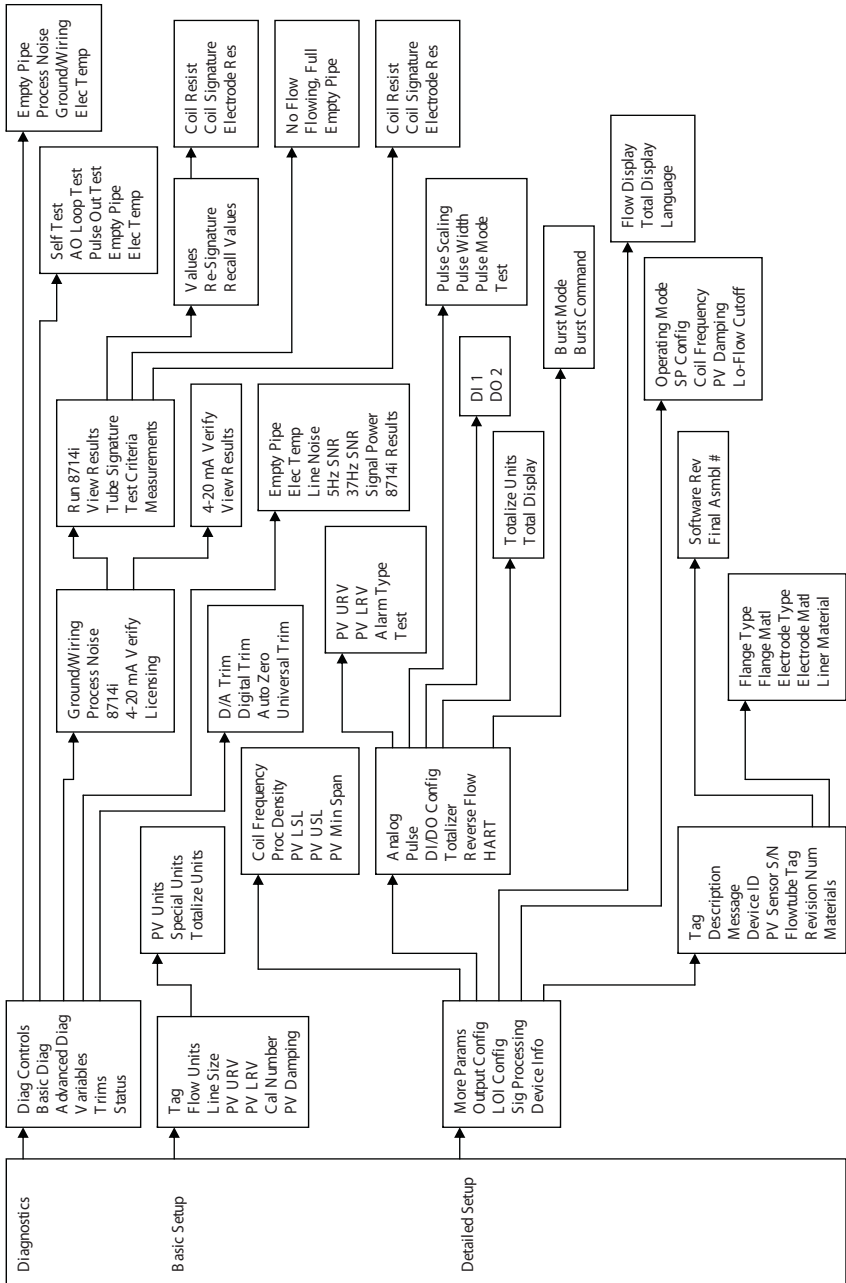 Diagnostics
Basic Setup
Detailed Setup
Diag Controls
Basic Diag
Advanced Diag
Variables
Trims
Status
Empty Pipe
Process Noise
Ground/Wiring
Elec Temp
Self Test
AO Loop Test
Pulse Out Test
Empty Pipe
Elec Temp
Ground/Wiring
Process Noise
8714i
4-20 mA Verify
Licensing
Run 8714i
View Results
Tube Signature
Test Criteria
Measurements
Values
Re-Signature
Recall Values
Coil Resist
Coil Signature
Electrode Res
No Flow
Flowing, Full
Empty Pipe
Coil Resist
Coil Signature
Electrode Res
4-20 mA Verify
View Results
Empty Pipe
Elec Temp
Line Noise
5Hz SNR
37Hz SNR
Signal Power
8714i Results
D/A Trim
Digital Trim
Auto Zero
Universal Trim
Tag
Flow Units
Line Size
PV URV
PV LRV
Cal Number
PV Damping
PV Units
Special Units
Totalize Units
More Params
Output Config
LOI Config
Sig Processing
Device Info
Coil Frequency
Proc Density
PV LSL
PV USL
PV Min Span
Analog
Pulse
DI/DO Config
Totalizer
Reverse Flow
HART
PV URV
PV LRV
Alarm Type
Test
Pulse Scaling
Pulse Width
Pulse Mode
Test
DI 1
DO 2
Totalize Units
Total Display
Burst Mode
Burst Command
Flow Display
Total Display
Language
Operating Mode
SP Config
Coil Frequency
PV Damping
Lo-Flow Cutoff
Tag
Description
Message
Device ID
PV Sensor S/N
Flowtube Tag
Revision Num
Materials
Software Rev
Final Asmbl #
Flange Type
Flange Matl
Electrode Type
Electrode Matl
Liner Material